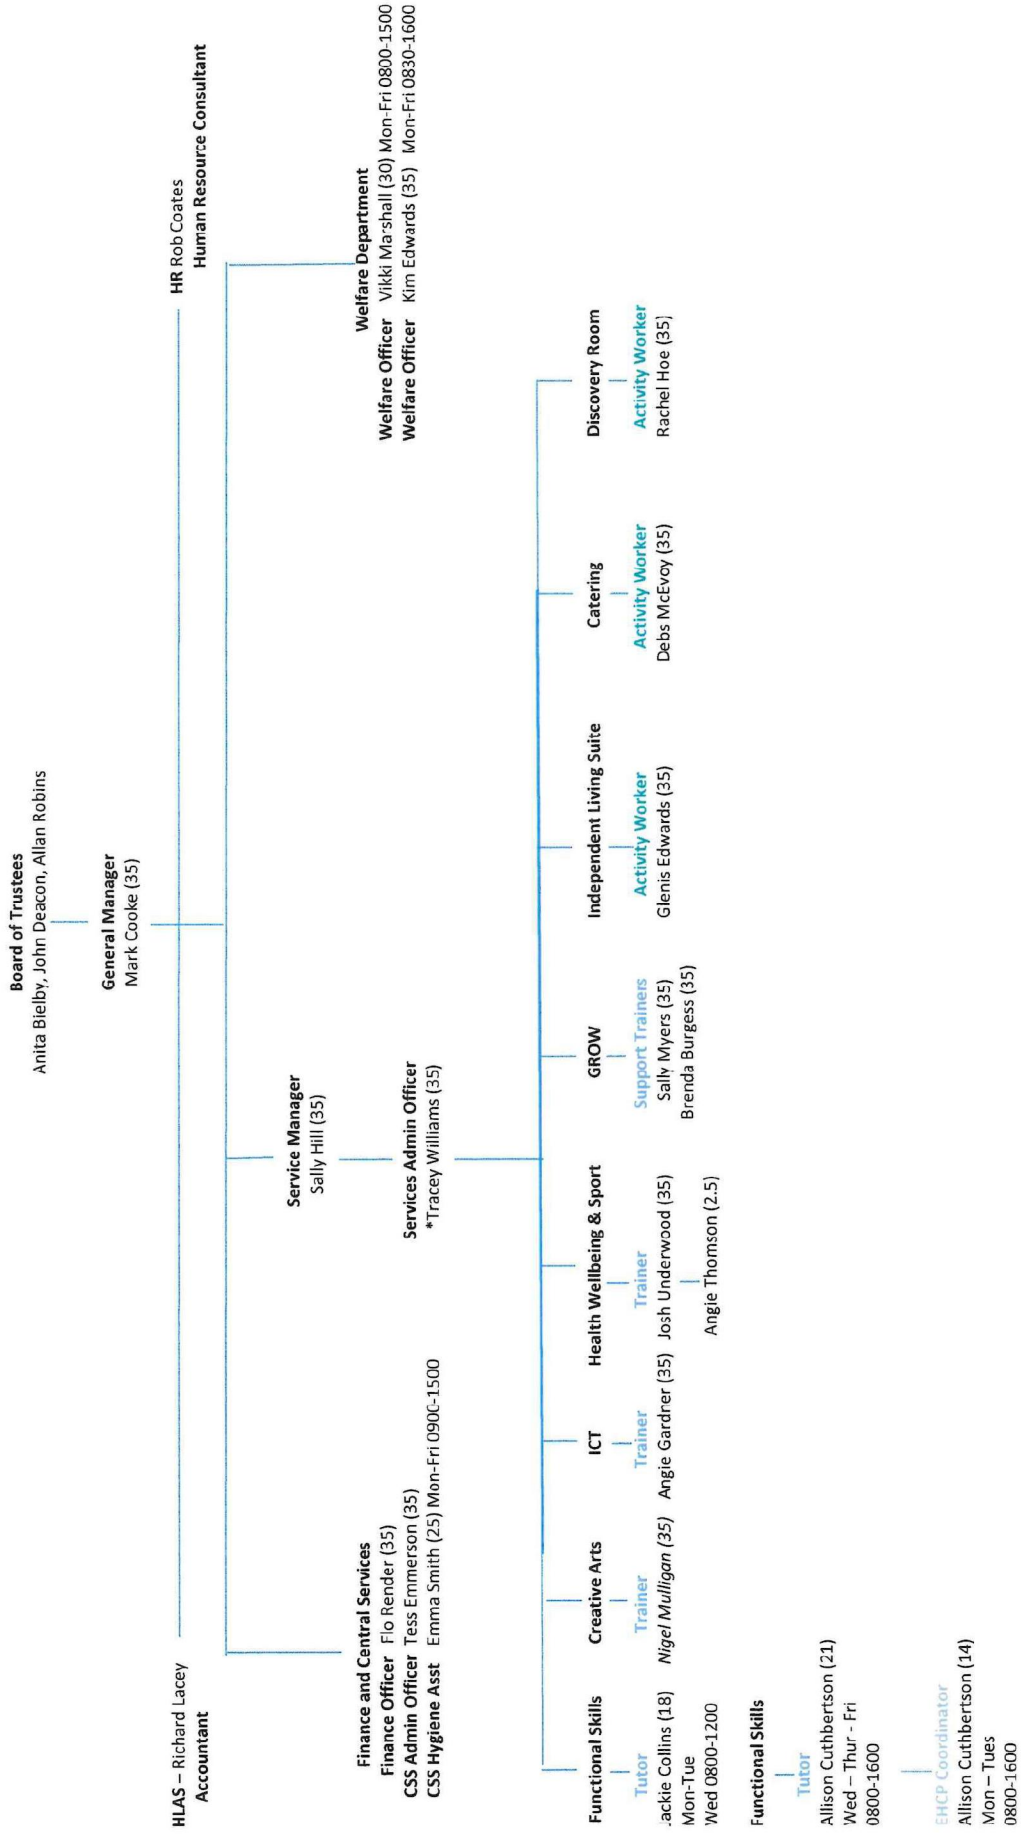 Board of Trustees
Anita Bielby, John Deacon, Allan Robins
General Manager
Mark Cooke (35)
HLAS – Richard Lacey
Accountant
HR Rob Coates
Human Resource Consultant
Service Manager
Sally Hill (35)
Finance and Central Services
Finance Officer Flo Render (35)
CSS Admin Officer Tess Emmerson (35)
CSS Hygiene Asst Emma Smith (25) Mon-Fri 0900-1500
Services Admin Officer
*Tracey Williams (35)
Welfare Department
Welfare Officer Vikki Marshall (30) Mon-Fri 0800-1500
Welfare Officer Kim Edwards (35) Mon-Fri 0830-1600
Functional Skills
Tutor
Jackie Collins (18)
Mon-Tue
Wed 0800-1200
Creative Arts
Trainer
Nigel Mulligan (35)
ICT
Trainer
Angie Gardner (35)
Health Wellbeing & Sport
Trainer
Josh Underwood (35)
Angie Thomson (2.5)
GROW
Support Trainers
Sally Myers (35)
Brenda Burgess (35)
Independent Living Suite
Activity Worker
Glenis Edwards (35)
Catering
Activity Worker
Debs McEvoy (35)
Discovery Room
Activity Worker
Rachel Hoe (35)
Functional Skills
Tutor
Allison Cuthbertson (21)
Wed – Thur - Fri
0800-1600
EHCP Coordinator
Allison Cuthbertson (14)
Mon – Tues
0800-1600